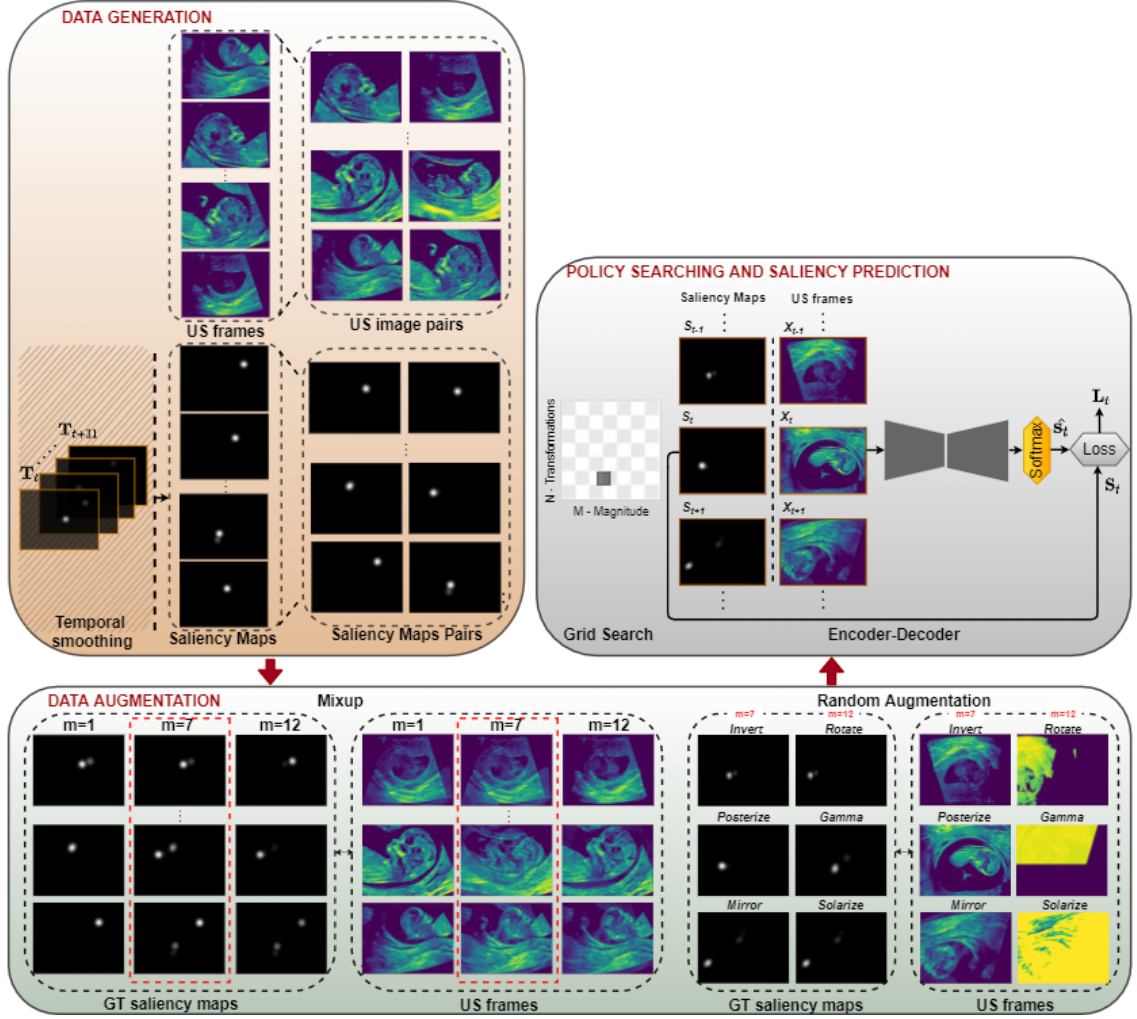 DATA GENERATION
US frames
US image pairs
T_t
T_{t+11}
Temporal
smoothing
Saliency Maps
Saliency Maps Pairs
POLICY SEARCHING AND SALIENCY PREDICTION
Saliency Maps
US frames
S_{t-1}
X_{t-1}
S_t
X_t
S_{t+1}
X_{t+1}
N - Transformations
M - Magnitude
Softmax
ŝ_t
L_t
Loss
S_t
Grid Search
Encoder-Decoder
DATA AUGMENTATION
Mixup
m=1
m=7
m=12
m=1
m=7
m=12
GT saliency maps
US frames
Random Augmentation
m=7
m=12
Invert
Rotate
Posterize
Gamma
Mirror
Solarize
GT saliency maps
m=7
m=12
Invert
Rotate
Posterize
Gamma
Mirror
Solarize
US frames